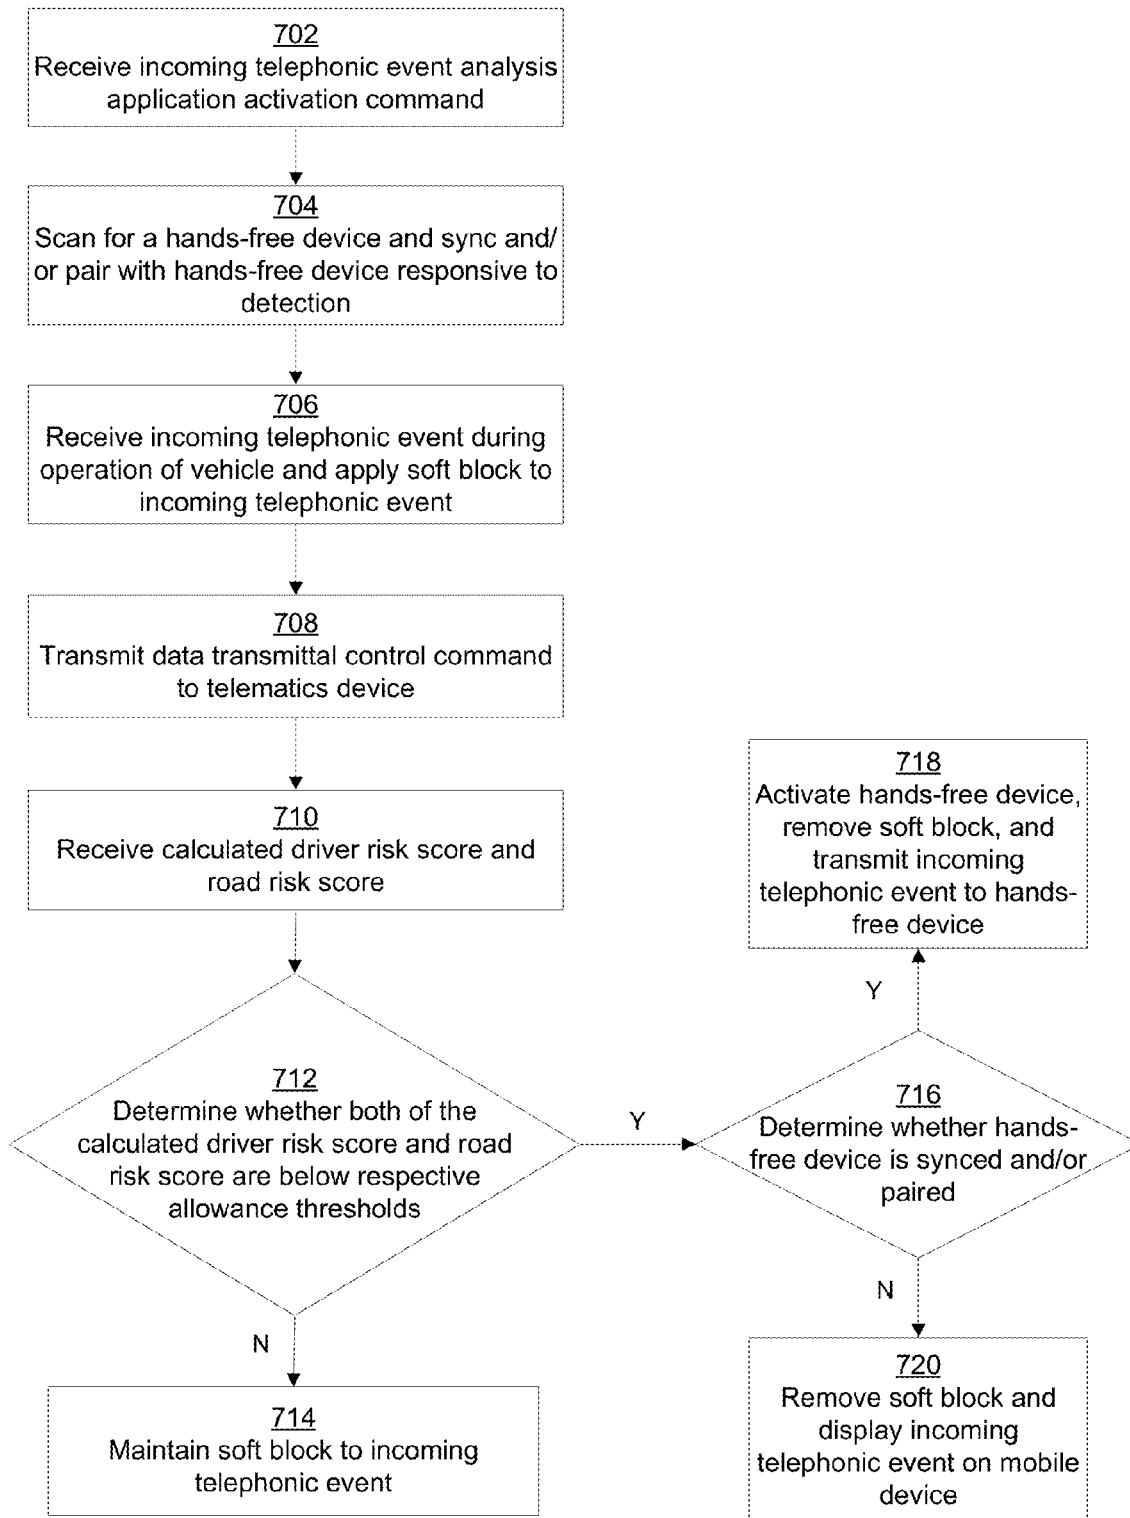 702
Receive incoming telephonic event analysis
application activation command
704
Scan for a hands-free device and sync and/
or pair with hands-free device responsive to
detection
706
Receive incoming telephonic event during
operation of vehicle and apply soft block to
incoming telephonic event
708
Transmit data transmittal control command
to telematics device
710
Receive calculated driver risk score and
road risk score
712
Determine whether both of the
calculated driver risk score and road
risk score are below respective
allowance thresholds
Y
N
714
Maintain soft block to incoming
telephonic event
716
Determine whether hands-
free device is synced and/or
paired
Y
718
Activate hands-free device,
remove soft block, and
transmit incoming
telephonic event to hands-
free device
N
720
Remove soft block and
display incoming
telephonic event on mobile
device